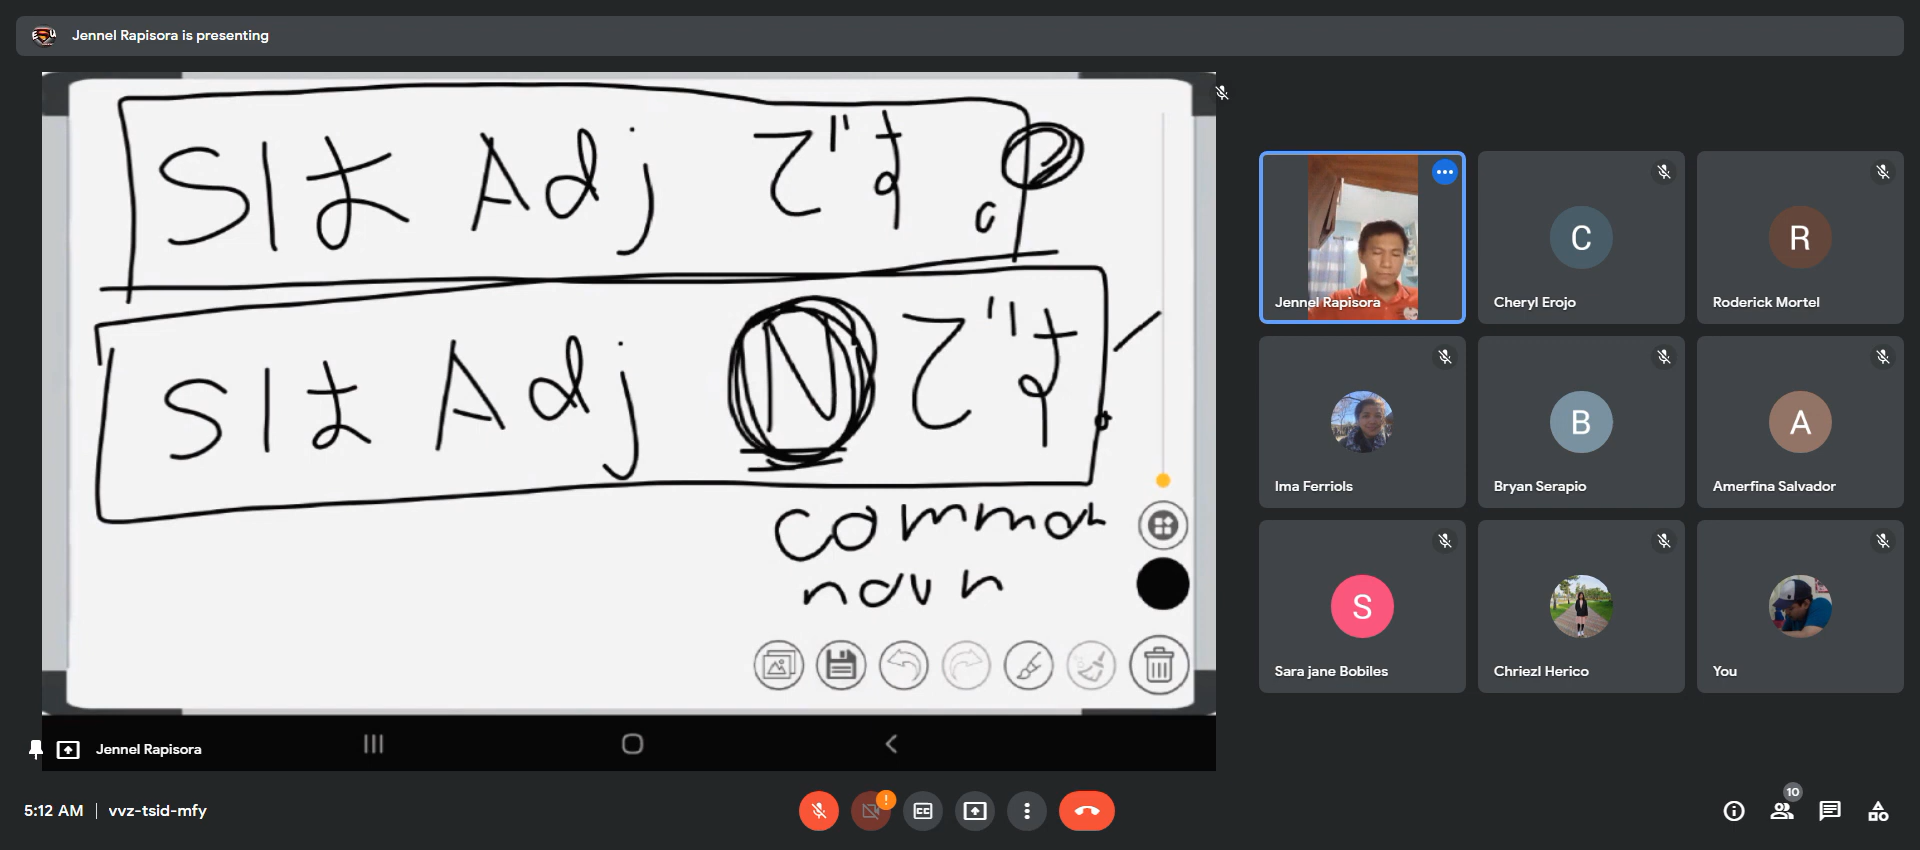 Jennel Rapisora is presenting
Sは Adj です。
Sは Adj N です。
common
noun
Jennel Rapisora
Jennel Rapisora
C
Cheryl Erojo
R
Roderick Mortel
Ima Ferriols
B
Bryan Serapio
A
Amerfina Salvador
S
Sara jane Bobiles
Chriezl Herico
You
5:12 AM | vvz-tsid-mfy
CC
10